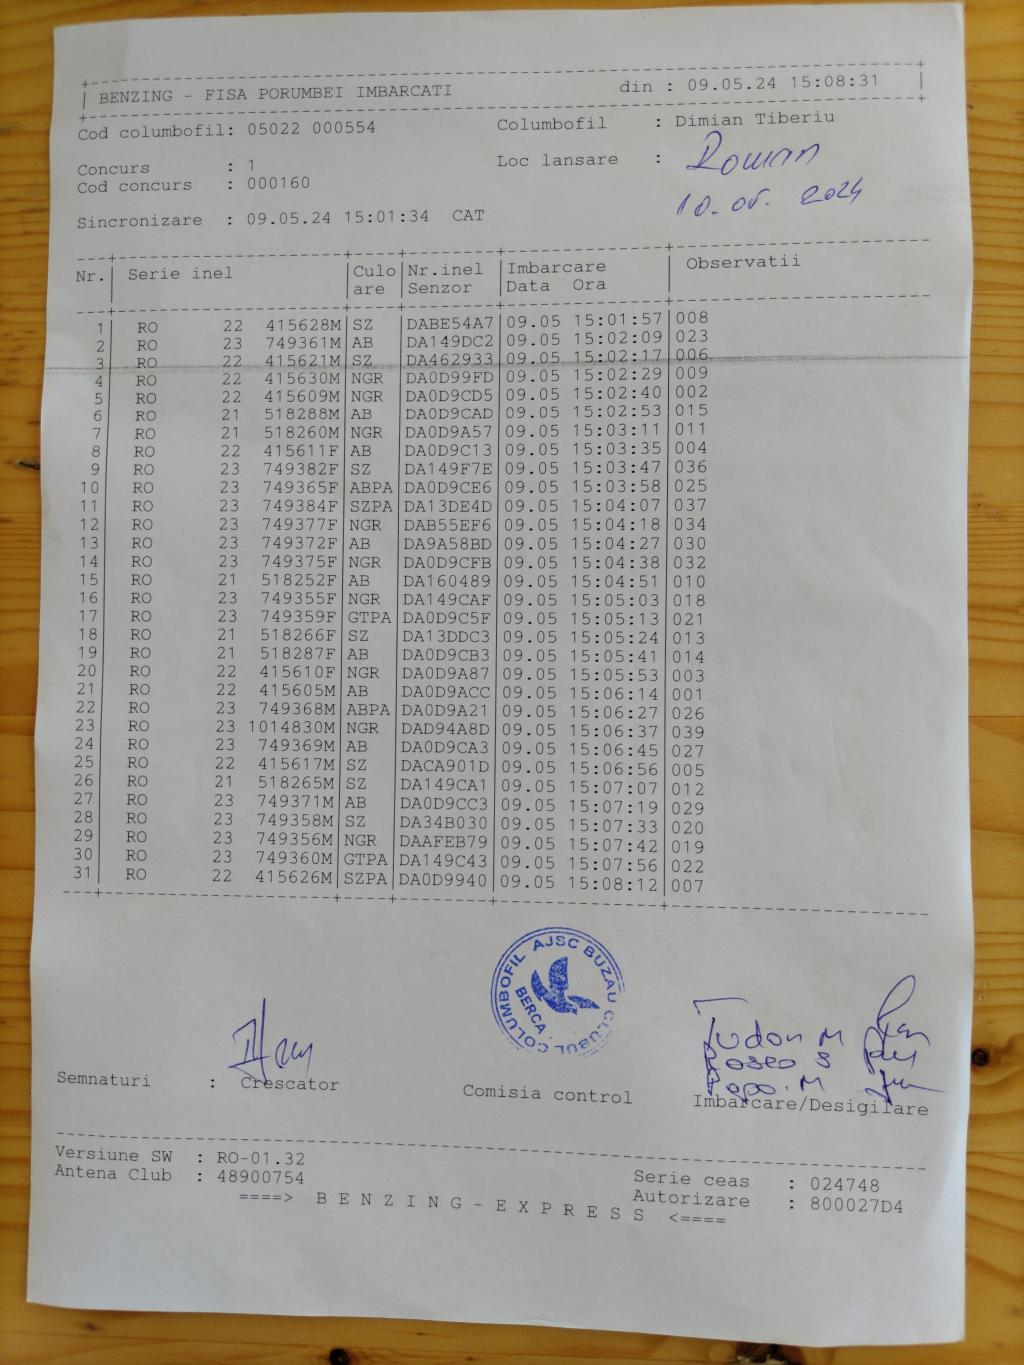 BENZING - FISA PORUMBEI IMBARCATI din : 09.05.24 15:08:31
Cod columbofil: 05022 000554 Columbofil : Dimian Tiberiu
Concurs : 1 Loc lansare : Roman
Cod concurs : 000160
10.05. 2024
Sincronizare : 09.05.24 15:01:34 CAT
Nr. Serie inel Culo Nr.inel Imbarcare Observatii
are Senzor Data Ora
1 RO 22 415628M SZ DABE54A7 09.05 15:01:57 008
2 RO 23 749361M AB DA149DC2 09.05 15:02:09 023
3 RO 22 415621M SZ DA462933 09.05 15:02:17 006
4 RO 22 415630M NGR DA0D99FD 09.05 15:02:29 009
5 RO 22 415609M NGR DA0D9CD5 09.05 15:02:40 002
6 RO 21 518288M AB DA0D9CAD 09.05 15:02:53 015
7 RO 21 518260M NGR DA0D9A57 09.05 15:03:11 011
8 RO 22 415611F AB DA0D9C13 09.05 15:03:35 004
9 RO 23 749382F SZ DA149F7E 09.05 15:03:47 036
10 RO 23 749365F ABPA DA0D9CE6 09.05 15:03:58 025
11 RO 23 749384F SZPA DA13DE4D 09.05 15:04:07 037
12 RO 23 749377F NGR DAB55EF6 09.05 15:04:18 034
13 RO 23 749372F AB DA9A58BD 09.05 15:04:27 030
14 RO 23 749375F NGR DA0D9CFB 09.05 15:04:38 032
15 RO 21 518252F AB DA160489 09.05 15:04:51 010
16 RO 23 749355F NGR DA149CAF 09.05 15:05:03 018
17 RO 23 749359F GTPA DA0D9C5F 09.05 15:05:13 021
18 RO 21 518266F SZ DA13DDC3 09.05 15:05:24 013
19 RO 21 518287F AB DA0D9CB3 09.05 15:05:41 014
20 RO 22 415610F NGR DA0D9A87 09.05 15:05:53 003
21 RO 22 415605M AB DA0D9ACC 09.05 15:06:14 001
22 RO 23 749368M ABPA DA0D9A21 09.05 15:06:27 026
23 RO 23 1014830M NGR DAD94A8D 09.05 15:06:37 039
24 RO 23 749369M AB DA0D9CA3 09.05 15:06:45 027
25 RO 22 415617M SZ DACA901D 09.05 15:06:56 005
26 RO 21 518265M SZ DA149CA1 09.05 15:07:07 012
27 RO 23 749371M AB DA0D9CC3 09.05 15:07:19 029
28 RO 23 749358M SZ DA34B030 09.05 15:07:33 020
29 RO 23 749356M NGR DAAFEB79 09.05 15:07:42 019
30 RO 23 749360M GTPA DA149C43 09.05 15:07:56 022
31 RO 22 415626M SZPA DA0D9940 09.05 15:08:12 007
AJSC BUZAU CLUBUL COLUMBOFIL
BERCA
Tudor M
S
Popa M
Semnaturi : Crescator Comisia control Imbarcare/Desigilare
Versiune SW : RO-01.32 Serie ceas : 024748
Antena Club : 48900754 Autorizare : 800027D4
====> BENZING-EXPRESS <====